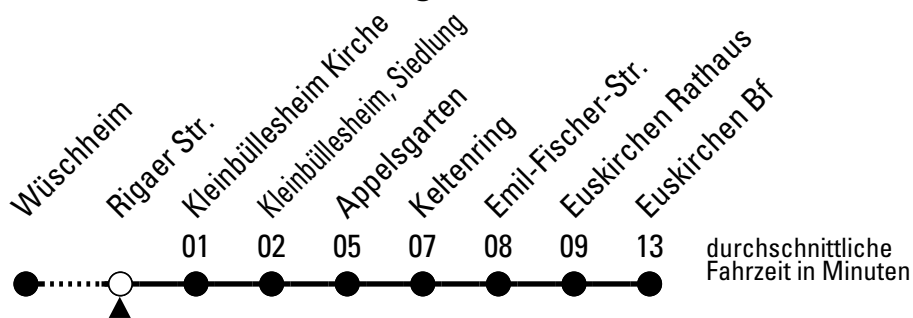 Wüschheim
Rigaer Str.
Kleinbüllesheim Kirche
Kleinbüllesheim, Siedlung
Appelsgarten
Keltenring
Emil-Fischer-Str.
Euskirchen Rathaus
Euskirchen Bf
01 02 05 07 08 09 13
durchschnittliche
Fahrzeit in Minuten